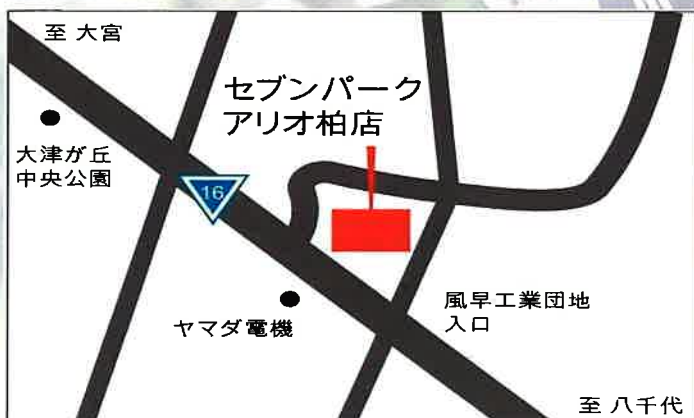 至 大宮
セブンパーク
アリオ柏店
大津が丘
中央公園
16
風早工業団地
入口
ヤマダ電機
至 八千代